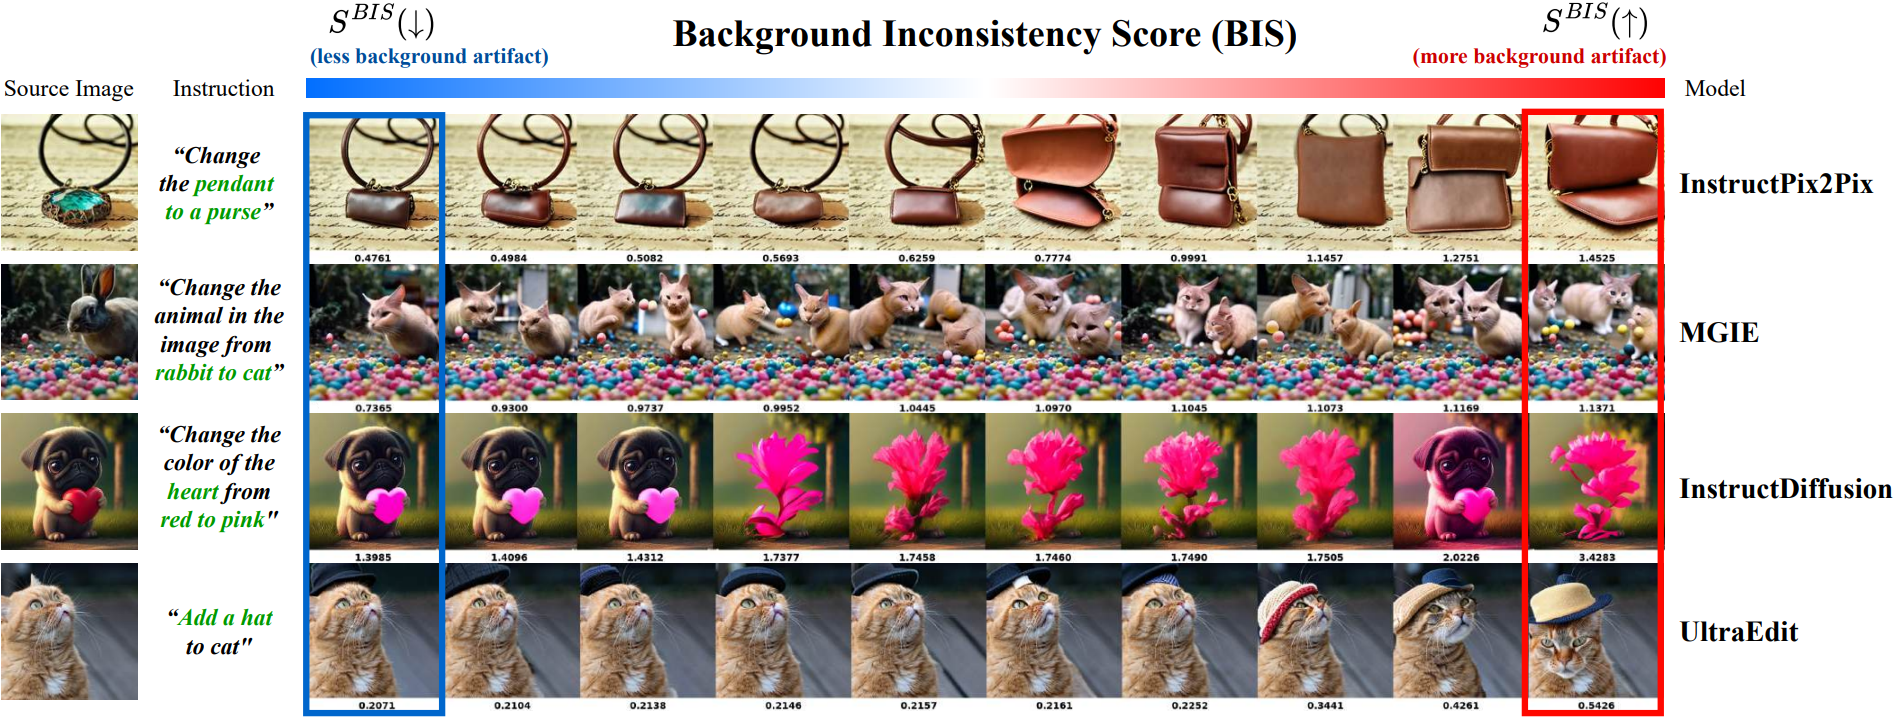 S^{BIS}(↓)
(less background artifact)
Background Inconsistency Score (BIS)
S^{BIS}(↑)
(more background artifact)
Source Image
Instruction
Model
“Change
the pendant
to a purse”
InstructPix2Pix
0.4761 0.4984 0.5082 0.5693 0.6259 0.7774 0.9991 1.1457 1.2751 1.4525
“Change the
animal in the
image from
rabbit to cat”
MGIE
0.7365 0.9300 0.9737 0.9952 1.0445 1.0970 1.1045 1.1073 1.1169 1.1371
“Change the
color of the
heart from
red to pink"
InstructDiffusion
1.3985 1.4096 1.4312 1.7377 1.7458 1.7460 1.7490 1.7505 2.0226 3.4283
“Add a hat
to cat"
UltraEdit
0.2071 0.2104 0.2138 0.2146 0.2157 0.2161 0.2252 0.3441 0.4261 0.5426